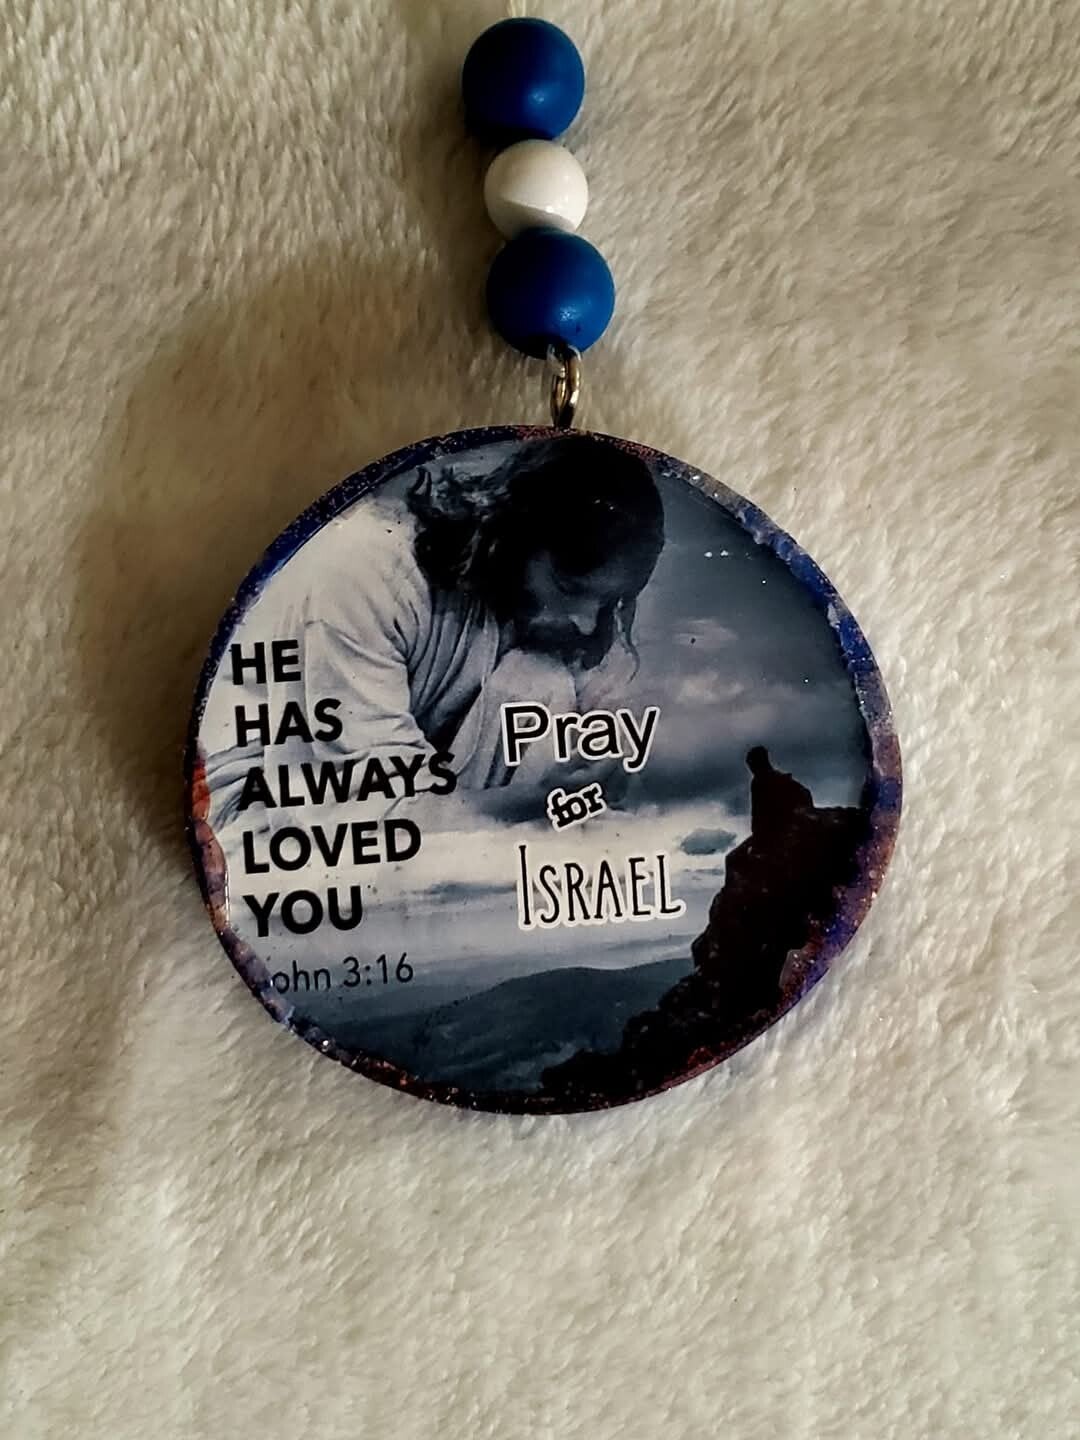 HE
HAS
ALWAYS
LOVED
YOU
ohn 3:16
Pray
for
ISRAEL